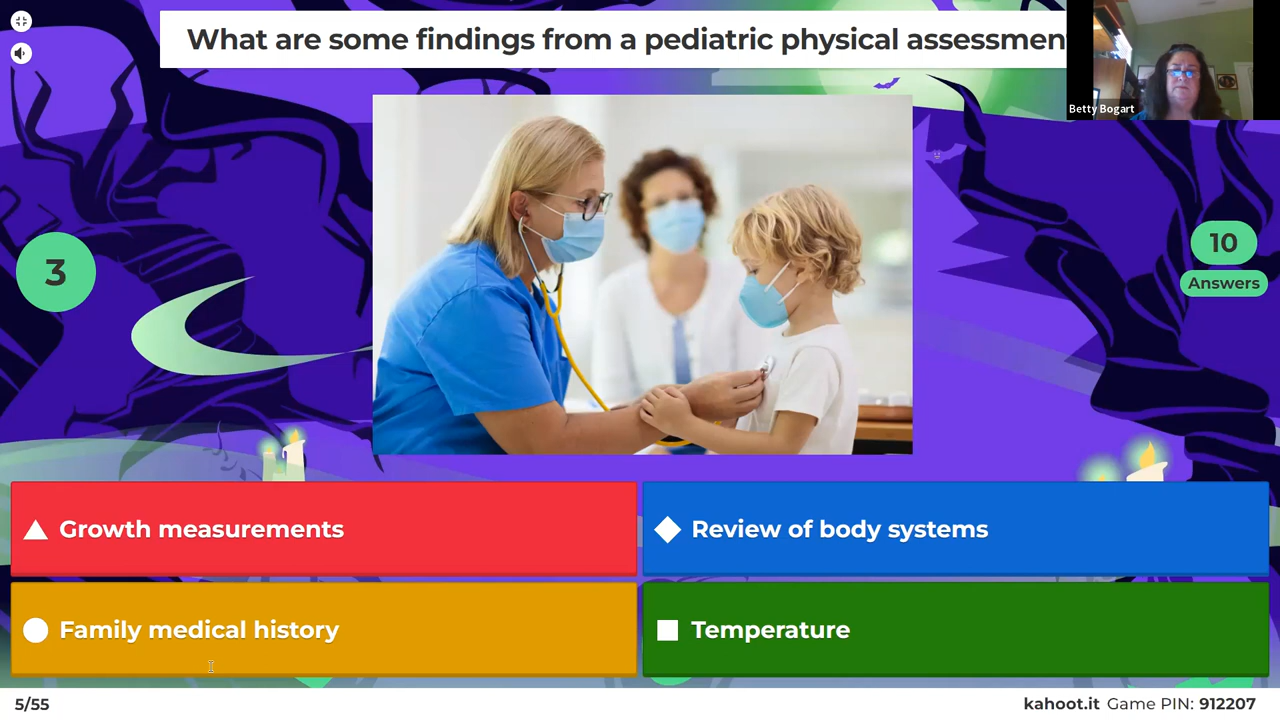 What are some findings from a pediatric physical assessment
Betty Bogart
3
10
Answers
Growth measurements
Review of body systems
Family medical history
Temperature
5/55
kahoot.it Game PIN: 912207